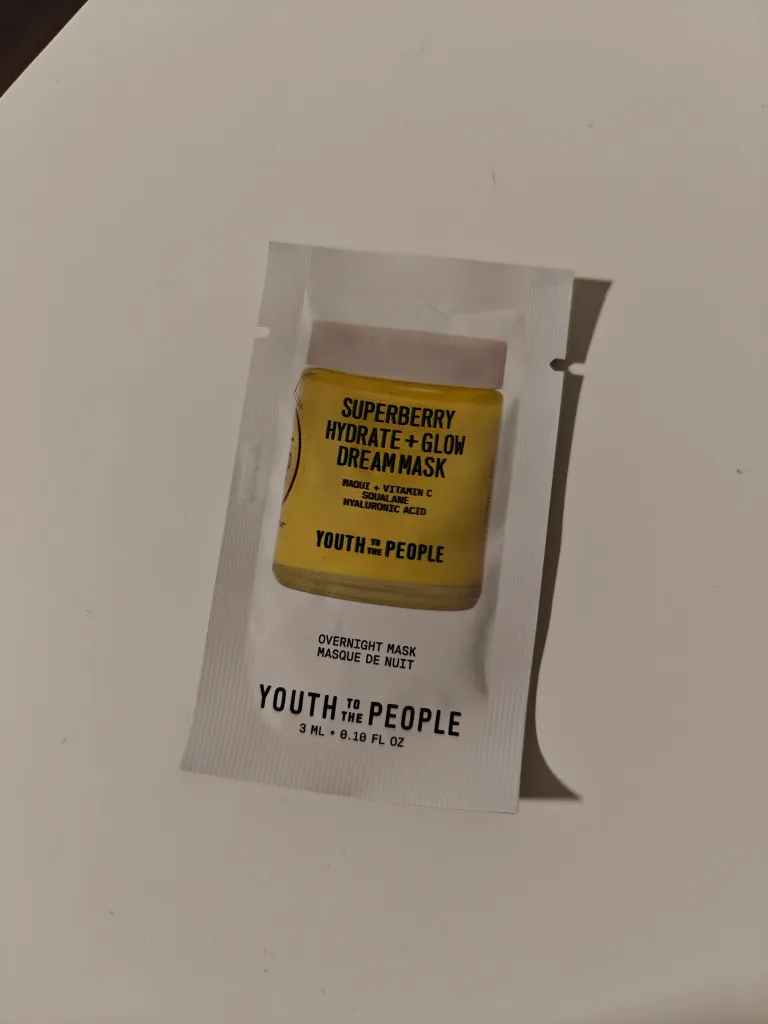 SUPERBERRY
HYDRATE + GLOW
DREAM MASK
MAQUI + VITAMIN C
SQUALANE
HYALURONIC ACID
YOUTH TO THE PEOPLE
OVERNIGHT MASK
MASQUE DE NUIT
YOUTH TO THE PEOPLE
3 ML • 0.10 FL OZ